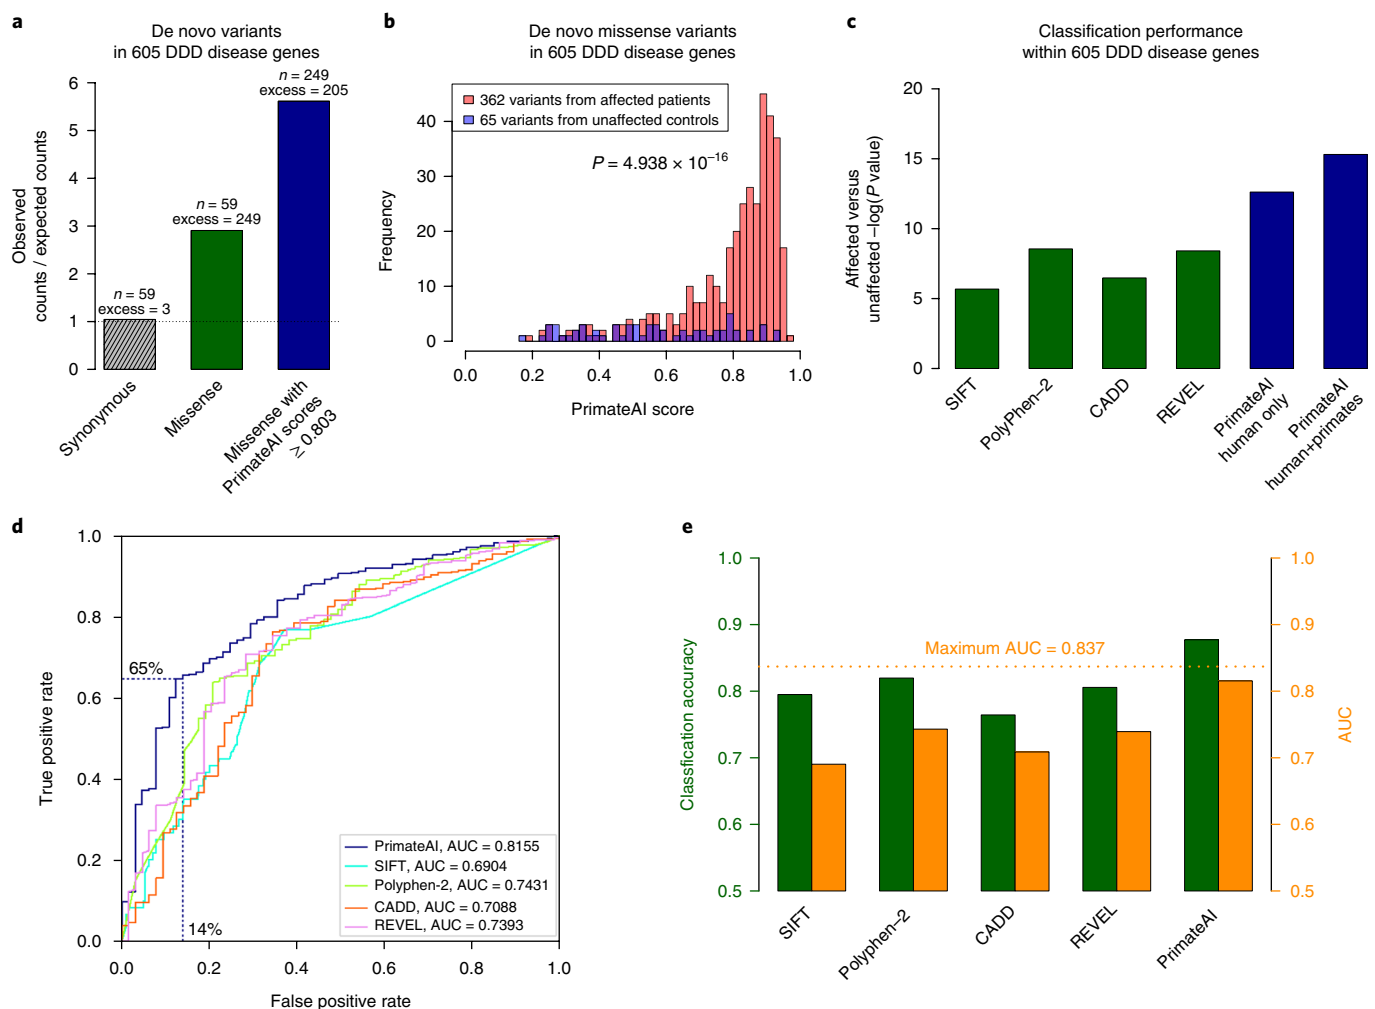 a
De novo variants
in 605 DDD disease genes
Observed
counts / expected counts
6
5
4
3
2
1
0
n = 59
excess = 3
n = 59
excess = 249
n = 249
excess = 205
Synonymous
Missense
Missense with
PrimateAI scores
≥ 0.803
b
De novo missense variants
in 605 DDD disease genes
362 variants from affected patients
65 variants from unaffected controls
P = 4.938 × 10⁻¹⁶
Frequency
40
30
20
10
0
0.0
0.2
0.4
0.6
0.8
1.0
PrimateAI score
c
Classification performance
within 605 DDD disease genes
Affected versus
unaffected –log(P value)
20
15
10
5
0
SIFT
PolyPhen–2
CADD
REVEL
PrimateAI
human only
PrimateAI
human+primates
d
True positive rate
1.0
0.8
0.6
0.4
0.2
0.0
65%
14%
PrimateAI, AUC = 0.8155
SIFT, AUC = 0.6904
Polyphen-2, AUC = 0.7431
CADD, AUC = 0.7088
REVEL, AUC = 0.7393
0.0
0.2
0.4
0.6
0.8
1.0
False positive rate
e
Classfication accuracy
1.0
0.9
0.8
0.7
0.6
0.5
Maximum AUC = 0.837
1.0
0.9
0.8
0.7
0.6
0.5
AUC
SIFT
Polyphen–2
CADD
REVEL
PrimateAI